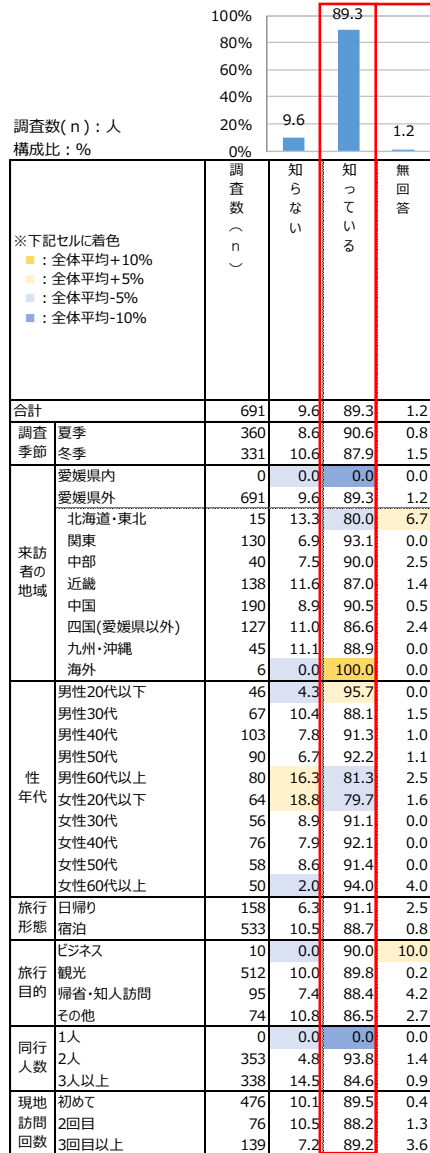 100%
80%
60%
40%
20%
0%
9.6
89.3
1.2
調査数(n)：人
構成比：%
※下記セルに着色
■：全体平均+10%
■：全体平均+5%
■：全体平均-5%
■：全体平均-10%
調査数（n）
知らない
知っている
無回答
合計 691 9.6 89.3 1.2
調査季節
夏季 360 8.6 90.6 0.8
冬季 331 10.6 87.9 1.5
来訪者の地域
愛媛県内 0 0.0 0.0 0.0
愛媛県外 691 9.6 89.3 1.2
北海道・東北 15 13.3 80.0 6.7
関東 130 6.9 93.1 0.0
中部 40 7.5 90.0 2.5
近畿 138 11.6 87.0 1.4
中国 190 8.9 90.5 0.5
四国(愛媛県以外) 127 11.0 86.6 2.4
九州・沖縄 45 11.1 88.9 0.0
海外 6 0.0 100.0 0.0
性年代
男性20代以下 46 4.3 95.7 0.0
男性30代 67 10.4 88.1 1.5
男性40代 103 7.8 91.3 1.0
男性50代 90 6.7 92.2 1.1
男性60代以上 80 16.3 81.3 2.5
女性20代以下 64 18.8 79.7 1.6
女性30代 56 8.9 91.1 0.0
女性40代 76 7.9 92.1 0.0
女性50代 58 8.6 91.4 0.0
女性60代以上 50 2.0 94.0 4.0
旅行形態
日帰り 158 6.3 91.1 2.5
宿泊 533 10.5 88.7 0.8
旅行目的
ビジネス 10 0.0 90.0 10.0
観光 512 10.0 89.8 0.2
帰省・知人訪問 95 7.4 88.4 4.2
その他 74 10.8 86.5 2.7
同行人数
1人 0 0.0 0.0 0.0
2人 353 4.8 93.8 1.4
3人以上 338 14.5 84.6 0.9
現地訪問回数
初めて 476 10.1 89.5 0.4
2回目 76 10.5 88.2 1.3
3回目以上 139 7.2 89.2 3.6